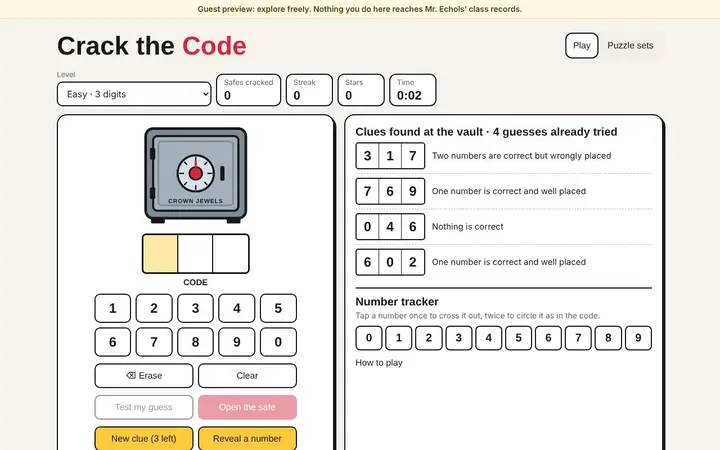 Guest preview: explore freely. Nothing you do here reaches Mr. Echols' class records.
Crack the Code
Play
Puzzle sets
Level
Easy · 3 digits
Safes cracked
0
Streak
0
Stars
0
Time
0:02
CROWN JEWELS
CODE
1 2 3 4 5
6 7 8 9 0
⌫ Erase
Clear
Test my guess
Open the safe
New clue (3 left)
Reveal a number
Clues found at the vault · 4 guesses already tried
3 1 7 Two numbers are correct but wrongly placed
7 6 9 One number is correct and well placed
0 4 6 Nothing is correct
6 0 2 One number is correct and well placed
Number tracker
Tap a number once to cross it out, twice to circle it as in the code.
0 1 2 3 4 5 6 7 8 9
How to play